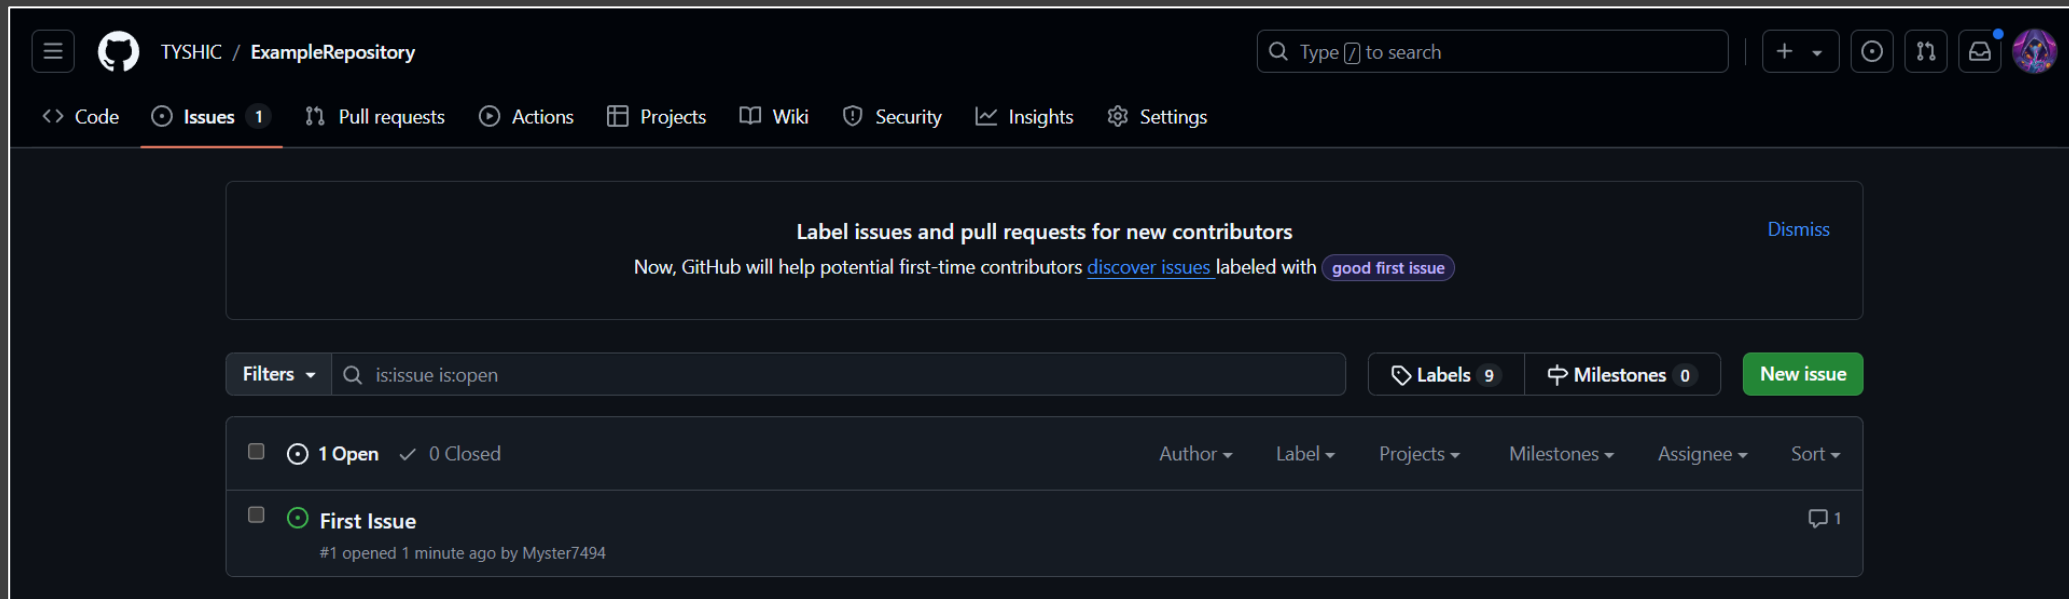 TYSHIC / ExampleRepository
Type / to search
Code Issues 1 Pull requests Actions Projects Wiki Security Insights Settings
Label issues and pull requests for new contributors
Dismiss
Now, GitHub will help potential first-time contributors discover issues labeled with good first issue
Filters is:issue is:open Labels 9 Milestones 0 New issue
1 Open 0 Closed Author Label Projects Milestones Assignee Sort
First Issue 1
#1 opened 1 minute ago by Myster7494